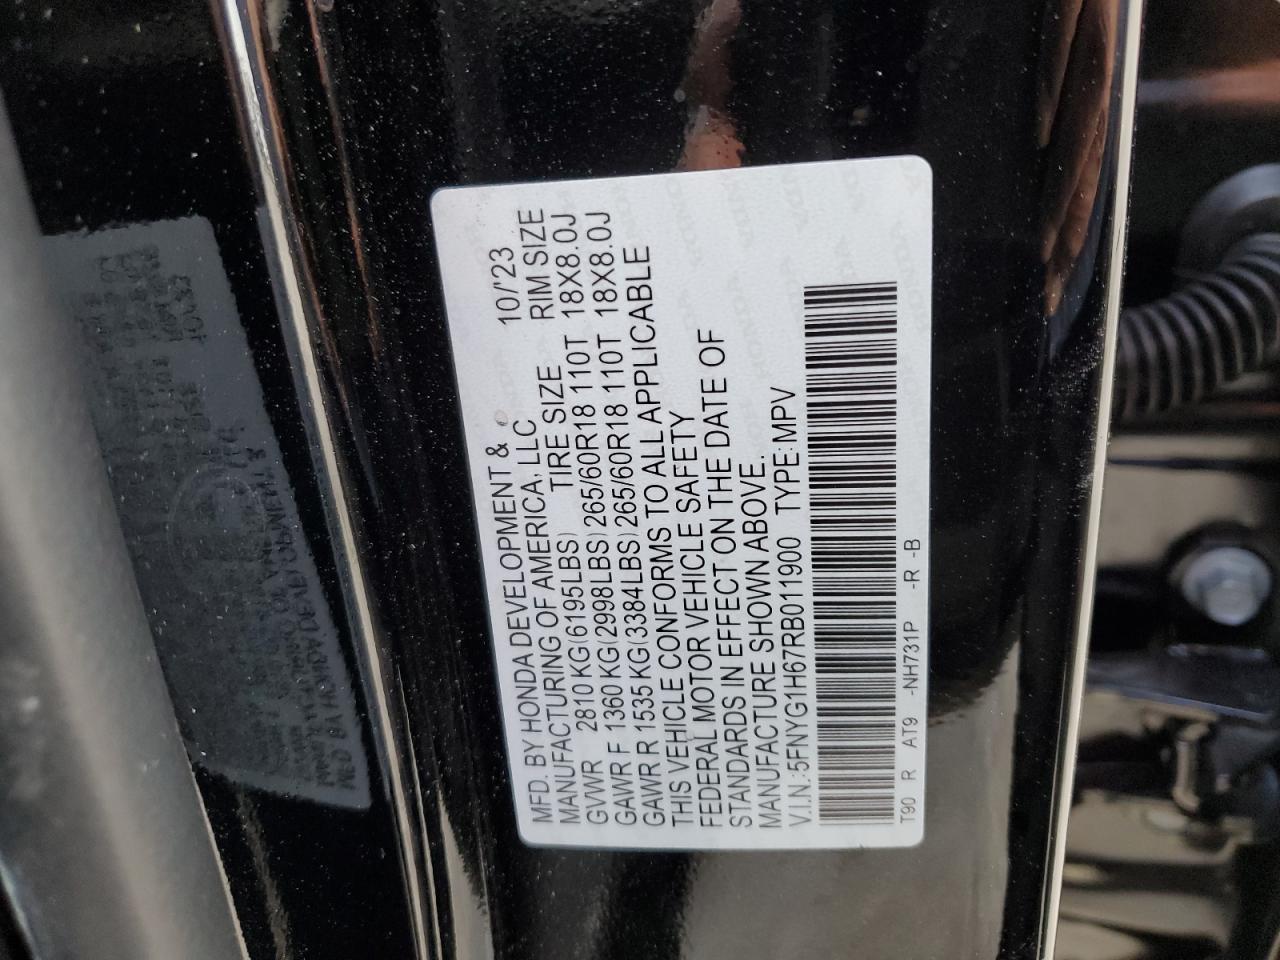 MFD. BY HONDA DEVELOPMENT & 10/'23
MANUFACTURING OF AMERICA, LLC
TIRE SIZE RIM SIZE
GVWR 2810 KG(6195LBS)
GAWR F 1360 KG(2998LBS) 265/60R18 110T 18X8.0J
GAWR R 1535 KG(3384LBS) 265/60R18 110T 18X8.0J
THIS VEHICLE CONFORMS TO ALL APPLICABLE
FEDERAL MOTOR VEHICLE SAFETY
STANDARDS IN EFFECT ON THE DATE OF
MANUFACTURE SHOWN ABOVE.
V.I.N.:5FNYG1H67RB011900 TYPE:MPV
T90 R AT9 -NH731P -R -B